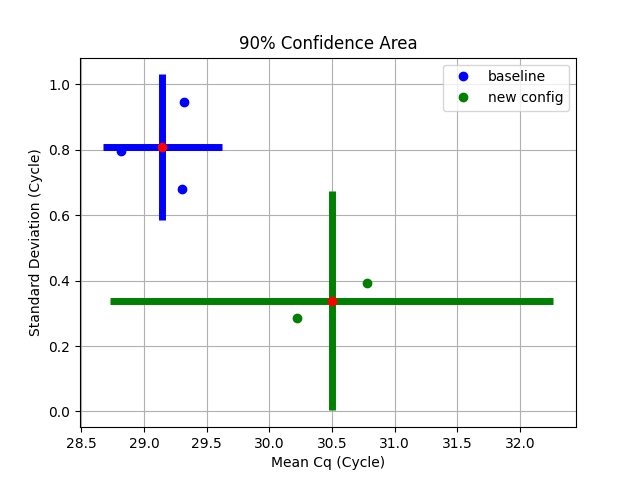 90% Confidence Area
baseline
new config
Standard Deviation (Cycle)
1.0
0.8
0.6
0.4
0.2
0.0
28.5 29.0 29.5 30.0 30.5 31.0 31.5 32.0
Mean Cq (Cycle)